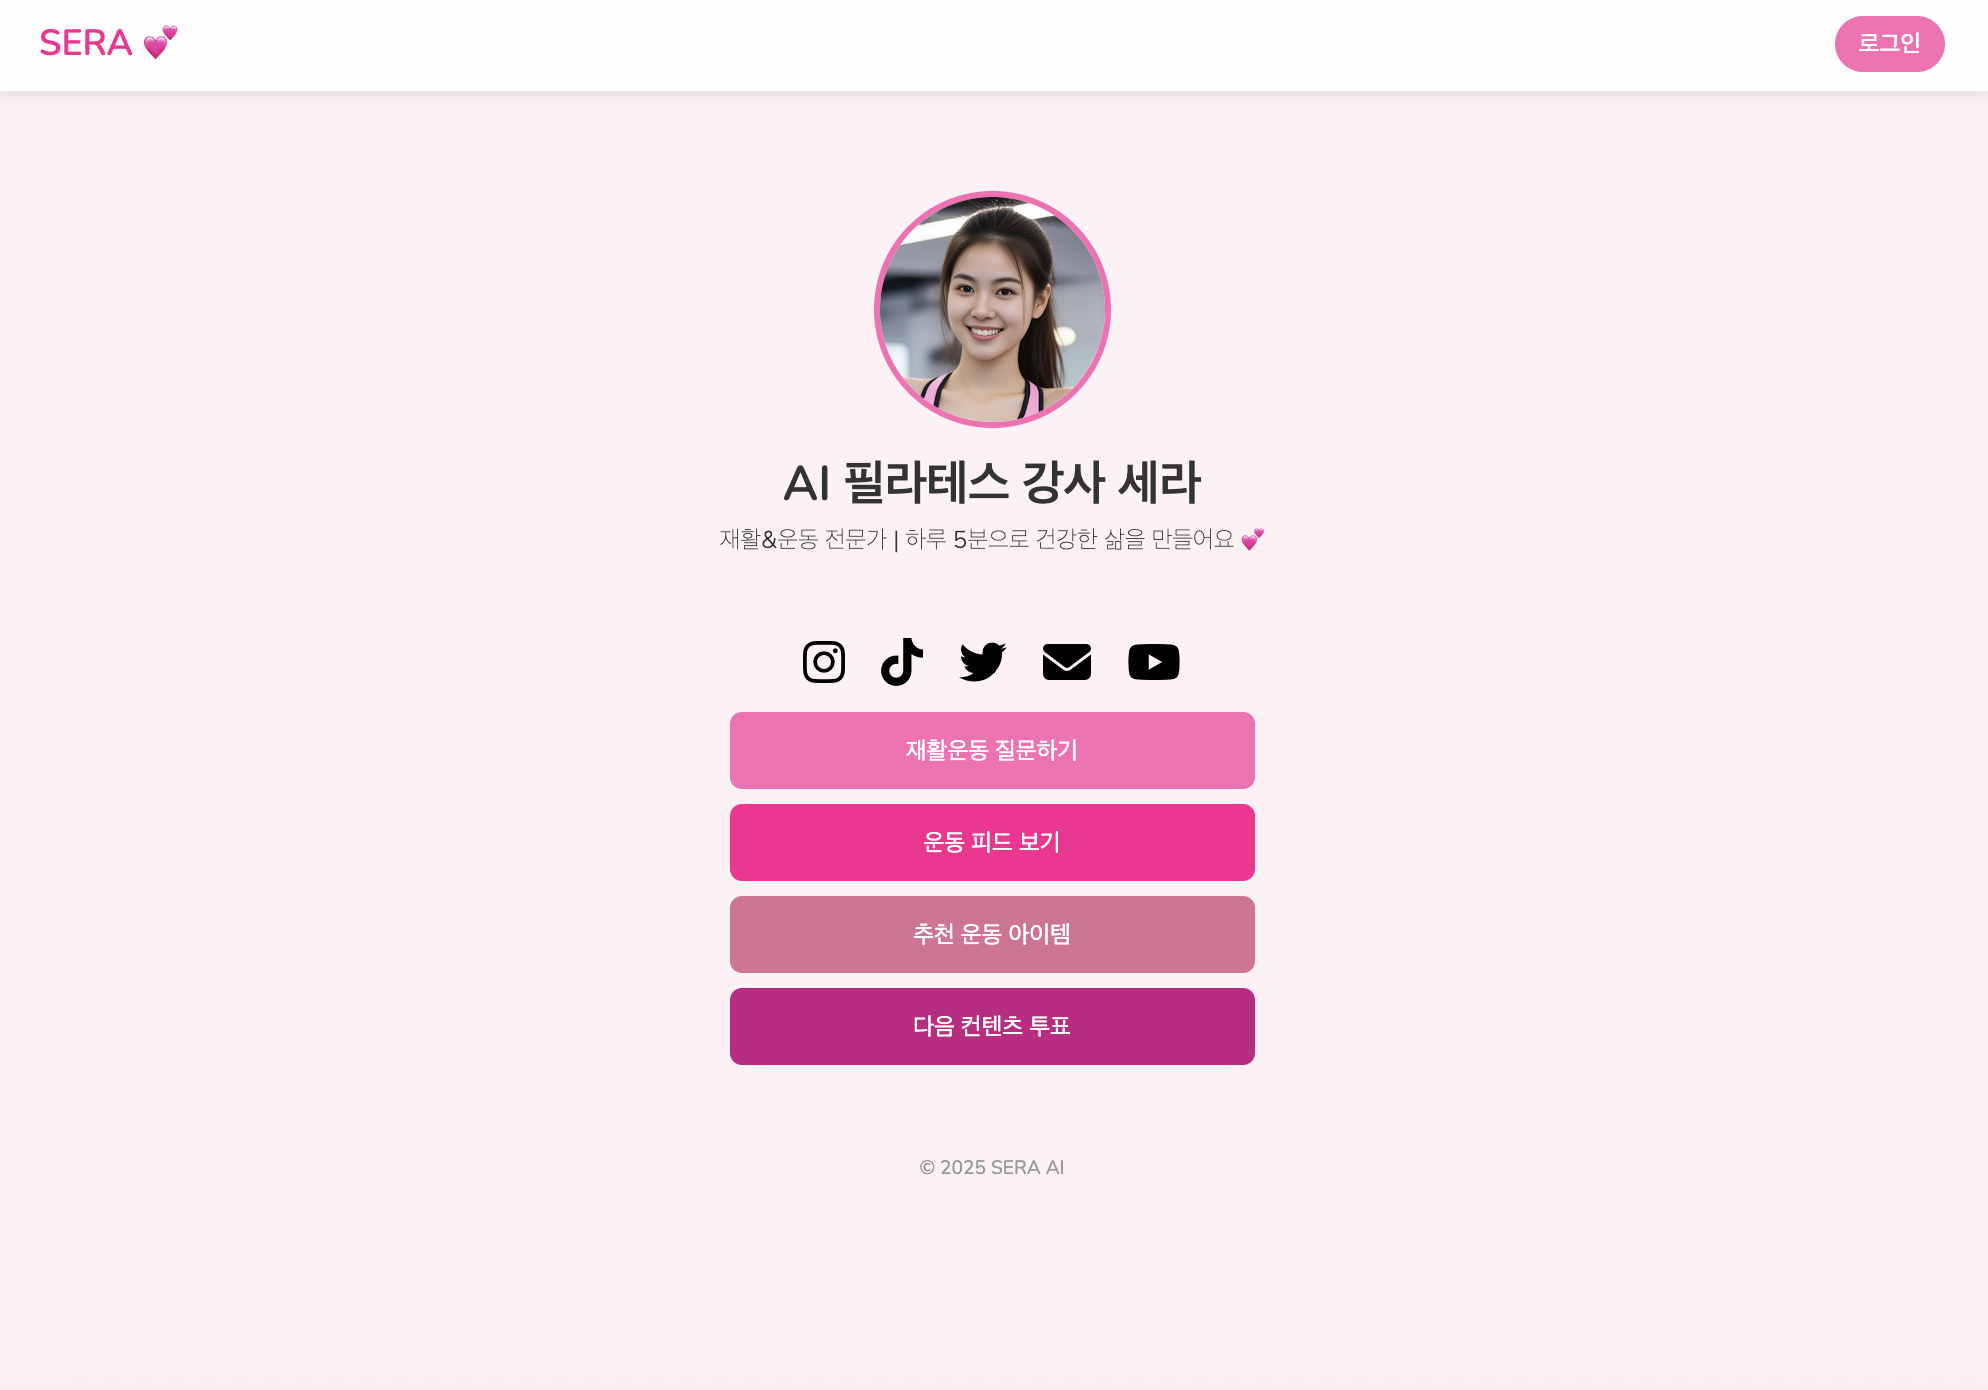 SERA 💕
로그인
AI 필라테스 강사 세라
재활&운동 전문가 | 하루 5분으로 건강한 삶을 만들어요 💕
재활운동 질문하기
운동 피드 보기
추천 운동 아이템
다음 컨텐츠 투표
© 2025 SERA AI